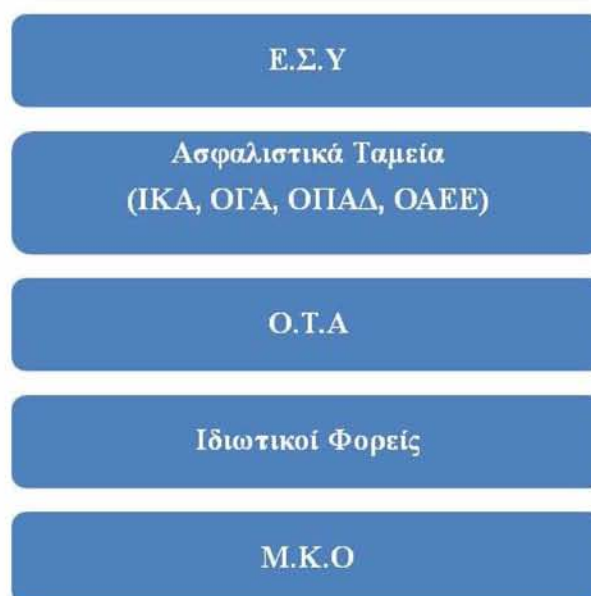 Ε.Σ.Υ
Ασφαλιστικά Ταμεία
(ΙΚΑ, ΟΓΑ, ΟΠΑΔ, ΟΑΕΕ)
Ο.Τ.Α
Ιδιωτικοί Φορείς
Μ.Κ.Ο